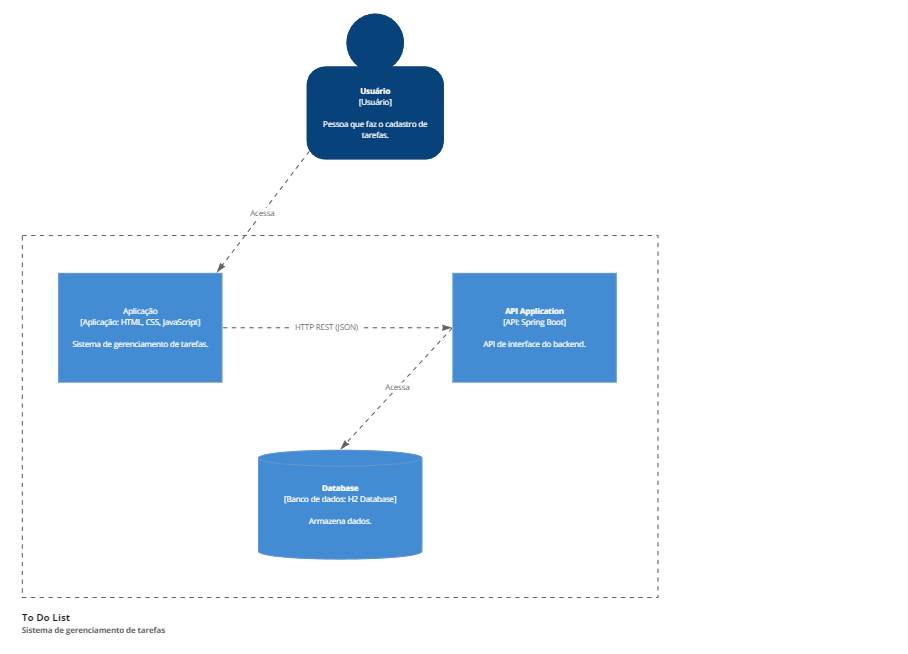 Usuário
[Usuário]
Pessoa que faz o cadastro de
tarefas.
Acessa
Aplicação
[Aplicação: HTML, CSS, JavaScript]
Sistema de gerenciamento de tarefas.
HTTP REST (JSON)
API Application
[API: Spring Boot]
API de interface do backend.
Acessa
Database
[Banco de dados: H2 Database]
Armazena dados.
To Do List
Sistema de gerenciamento de tarefas